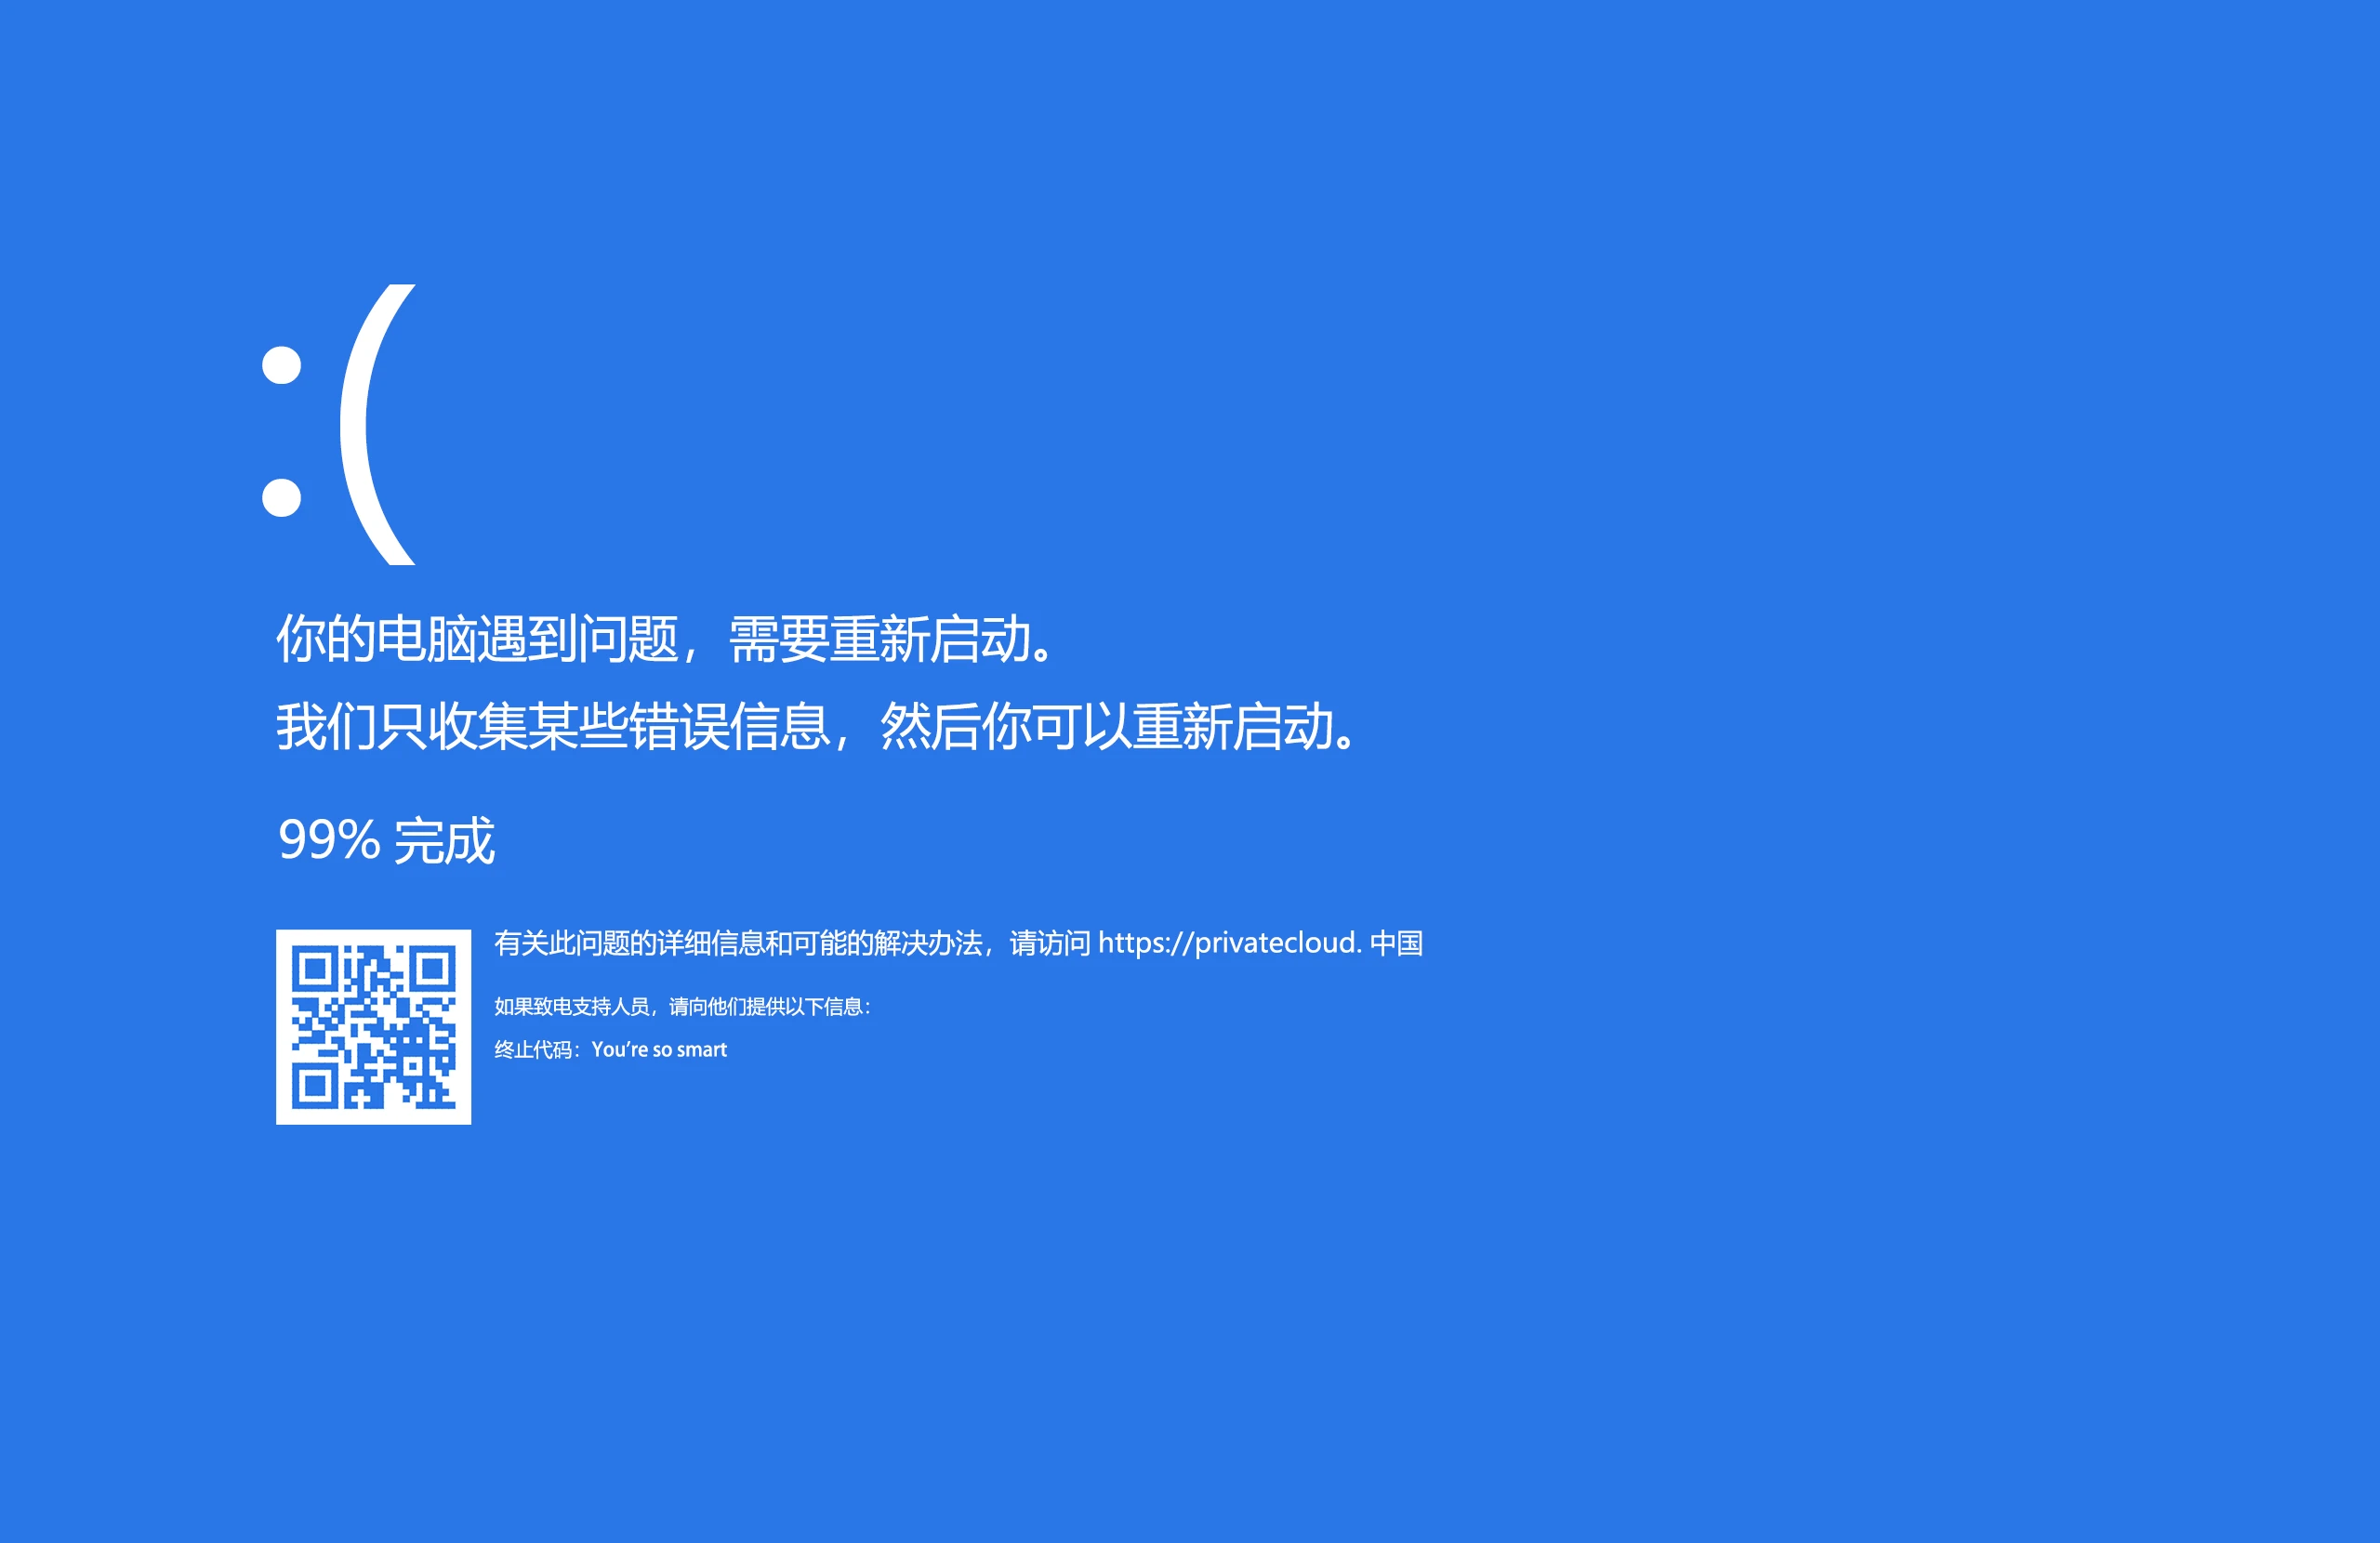 :(
你的电脑遇到问题，需要重新启动。
我们只收集某些错误信息，然后你可以重新启动。
99% 完成
有关此问题的详细信息和可能的解决办法，请访问 https://privatecloud. 中国
如果致电支持人员，请向他们提供以下信息：
终止代码：You're so smart